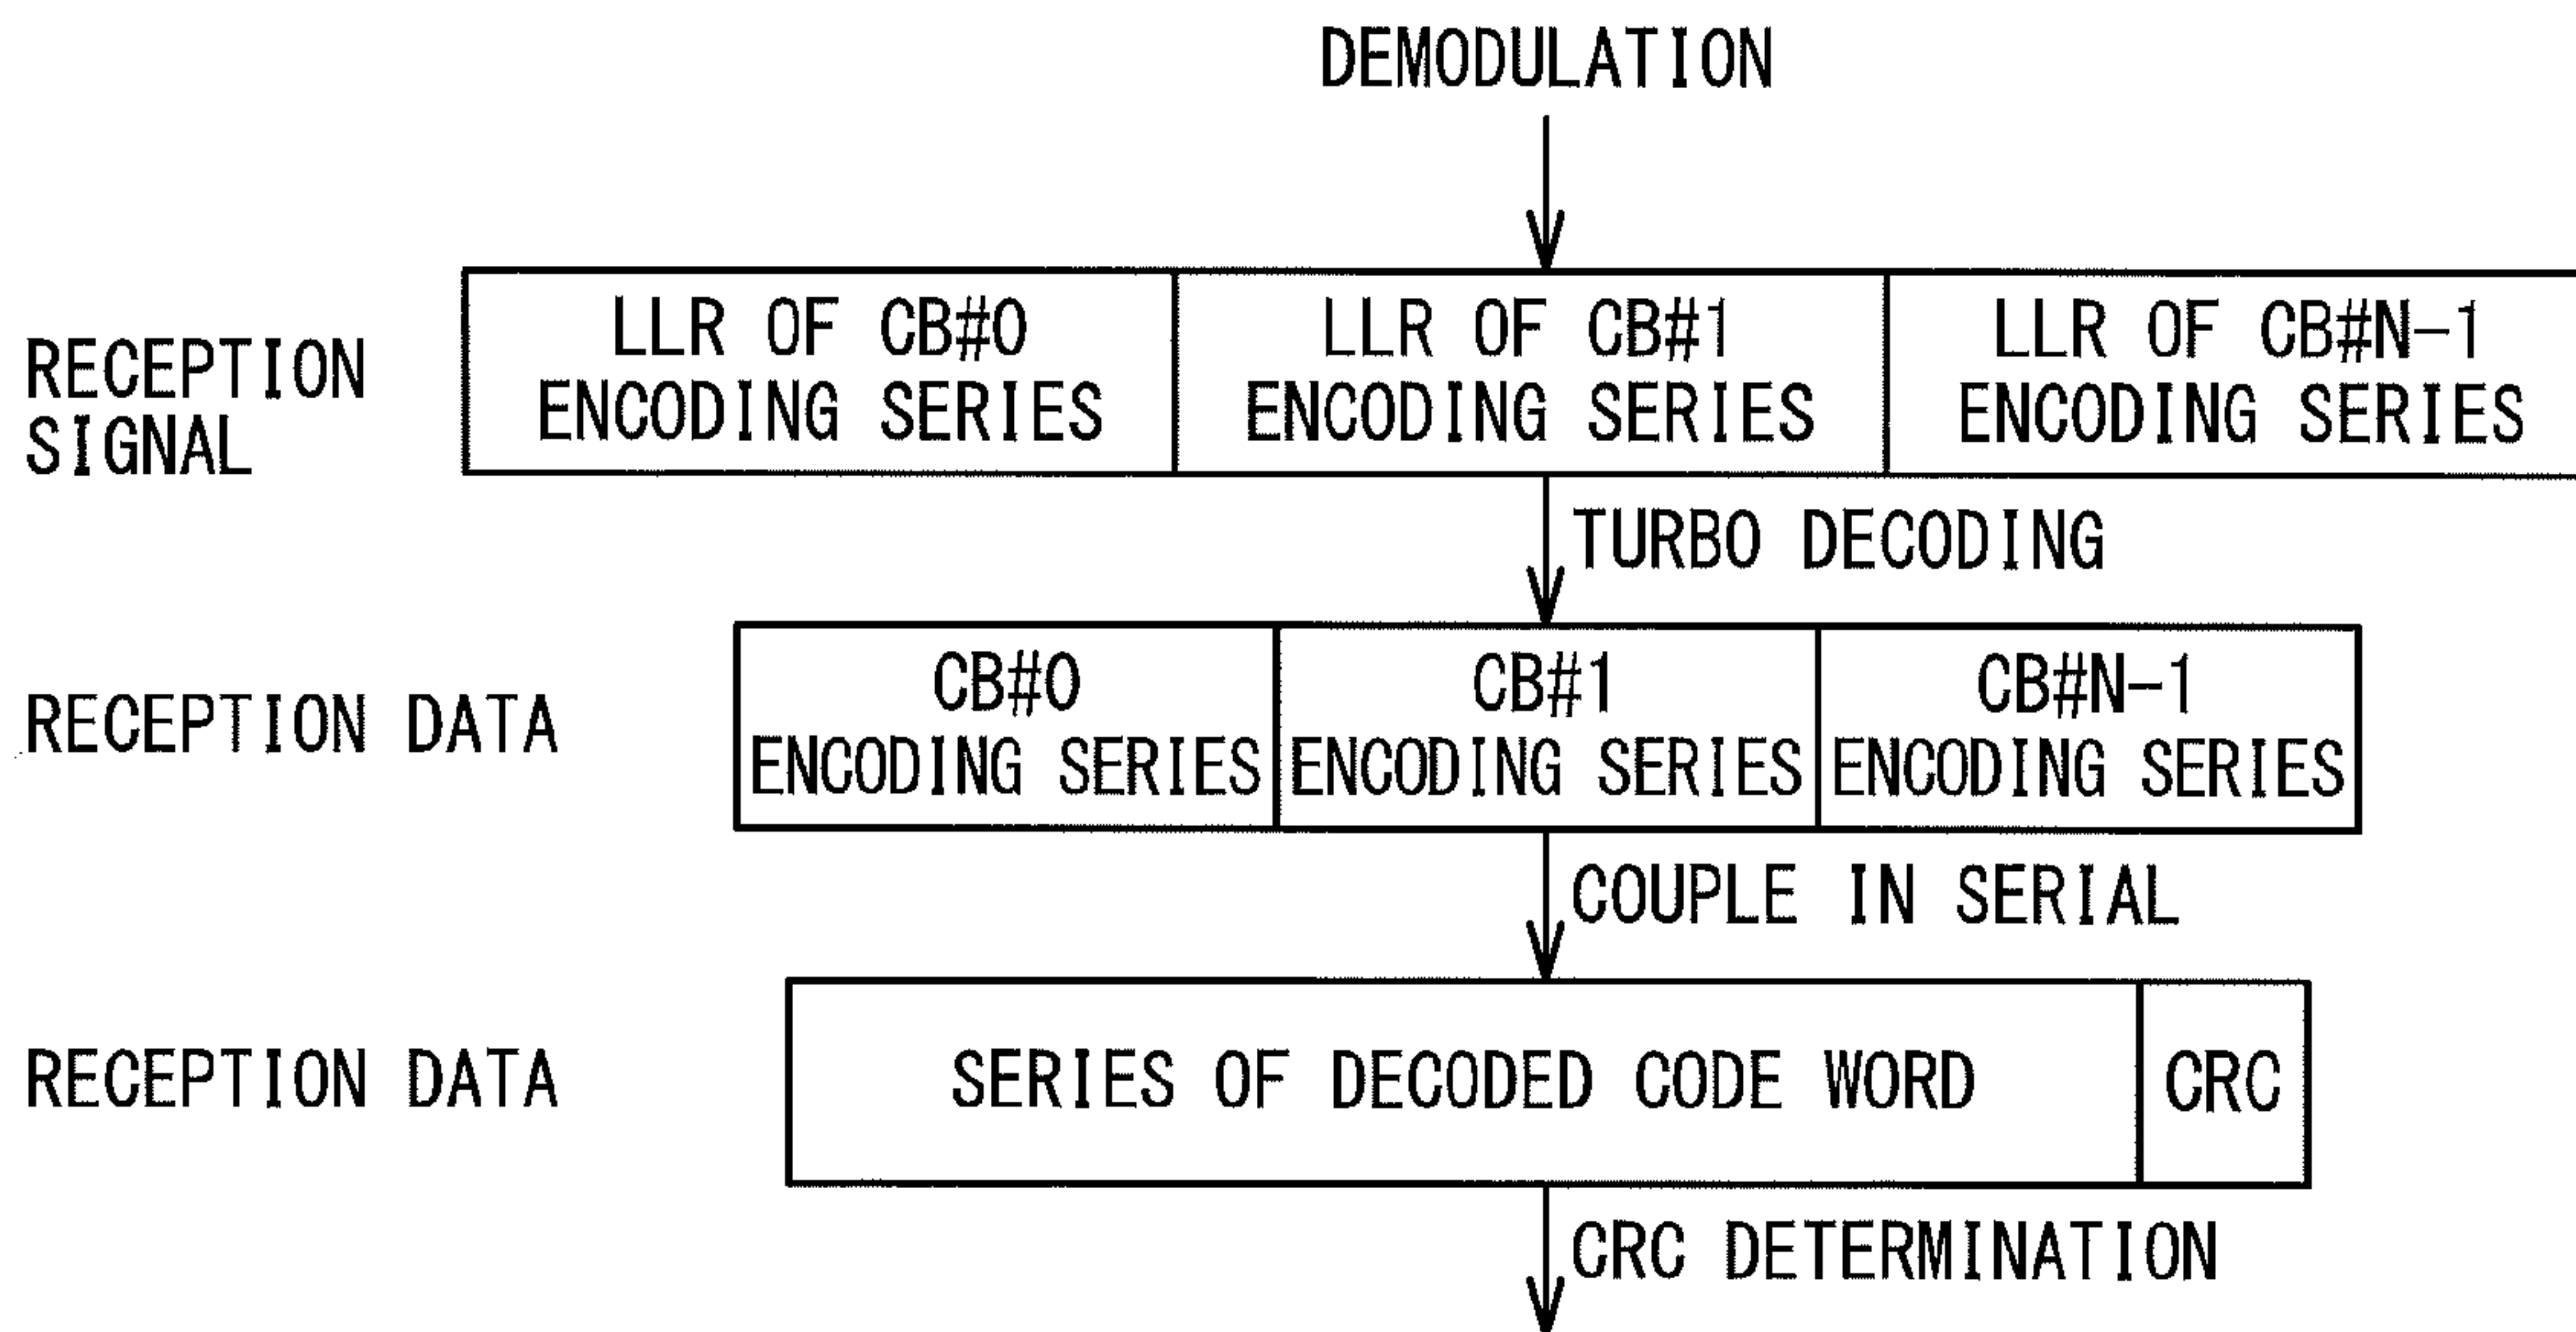 DEMODULATION
RECEPTION
SIGNAL
LLR OF CB#0
ENCODING SERIES
LLR OF CB#1
ENCODING SERIES
LLR OF CB#N-1
ENCODING SERIES
TURBO DECODING
RECEPTION DATA
CB#0
ENCODING SERIES
CB#1
ENCODING SERIES
CB#N-1
ENCODING SERIES
COUPLE IN SERIAL
RECEPTION DATA
SERIES OF DECODED CODE WORD
CRC
CRC DETERMINATION